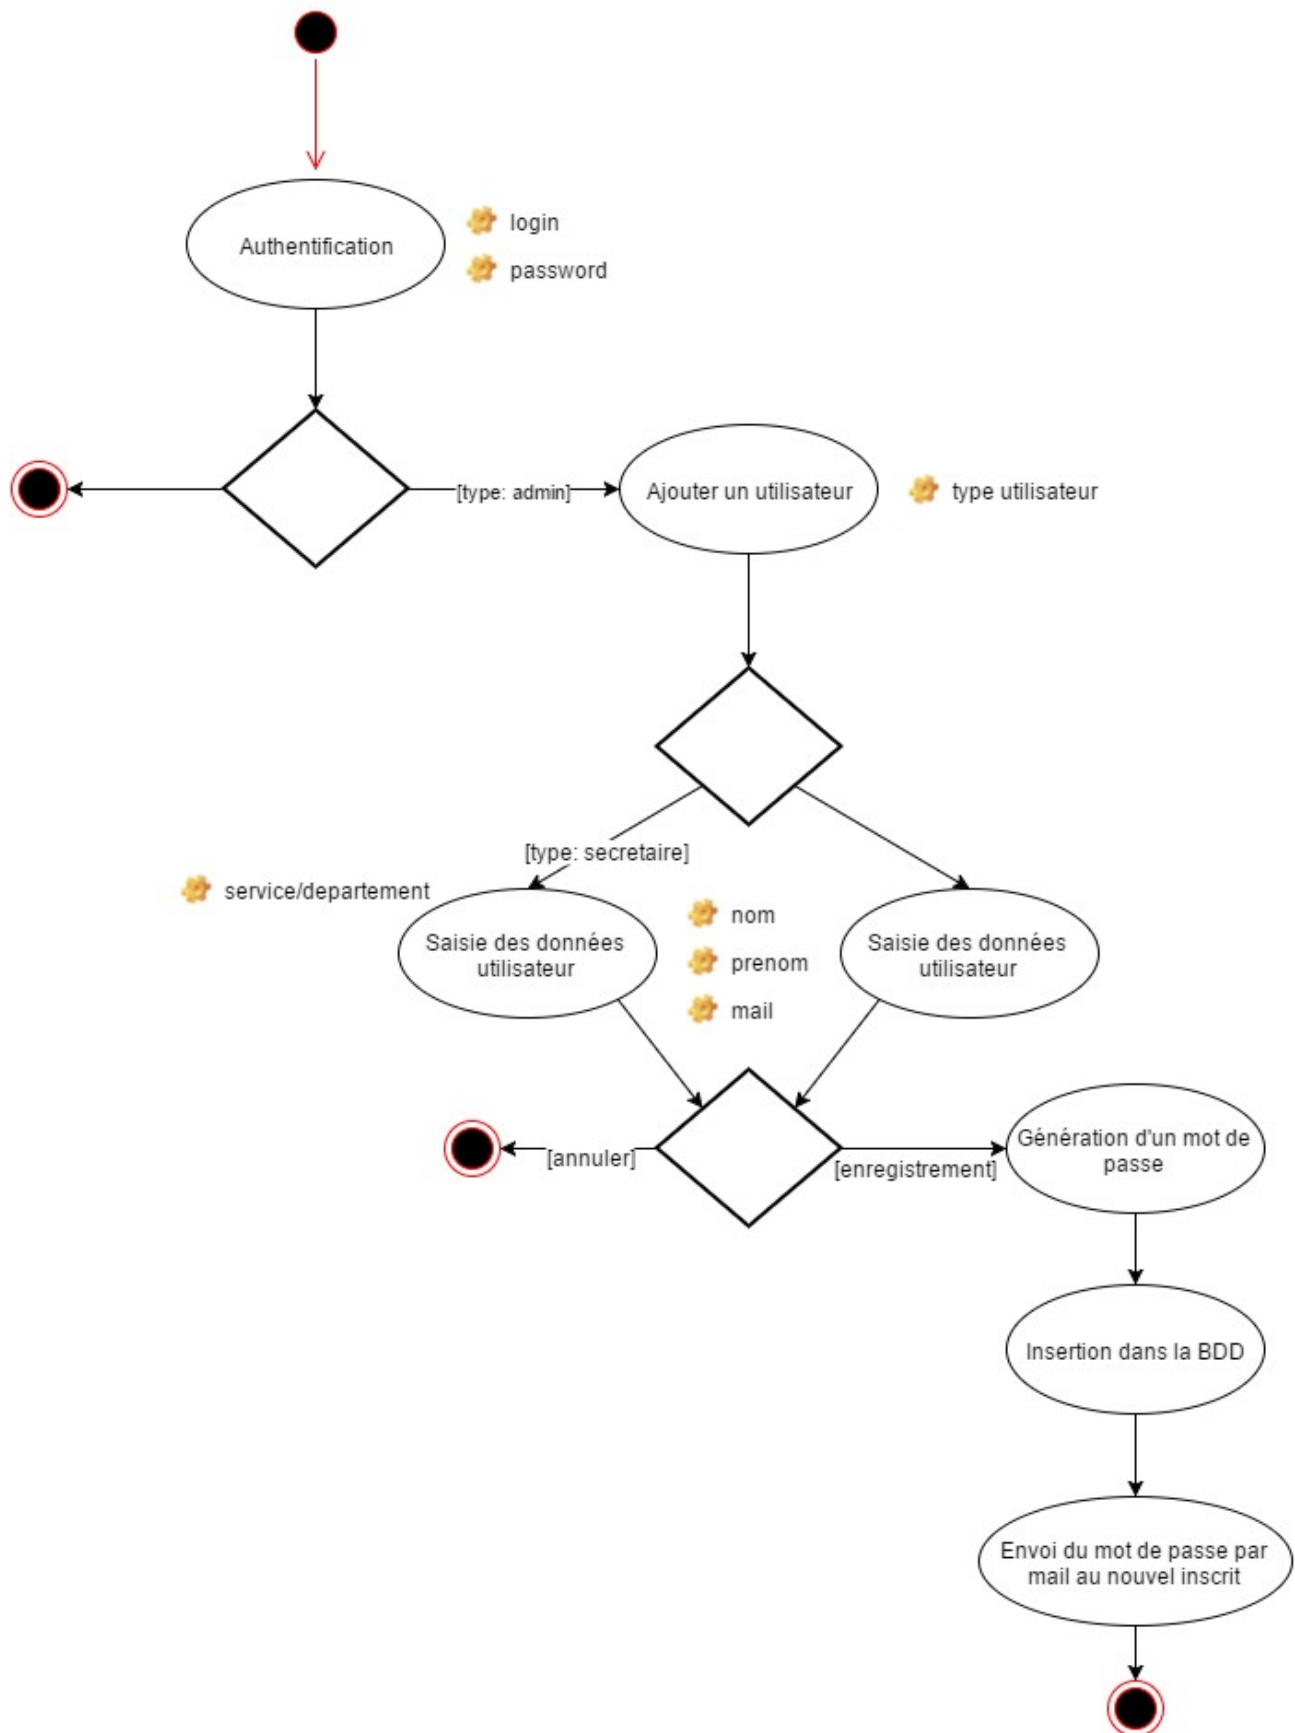 login
Authentification
password
[type: admin]
Ajouter un utilisateur
type utilisateur
[type: secretaire]
service/departement
nom
Saisie des données
utilisateur
prenom
Saisie des données
utilisateur
mail
[annuler]
[enregistrement]
Génération d'un mot de
passe
Insertion dans la BDD
Envoi du mot de passe par
mail au nouvel inscrit